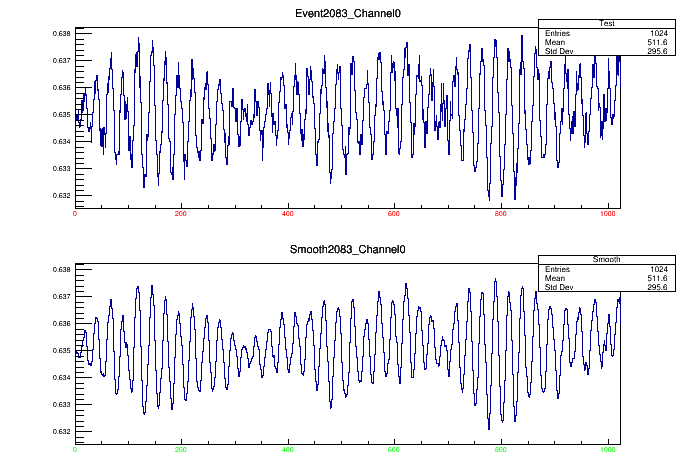 Event2083_Channel0
Test
Entries 1024
Mean 511.6
Std Dev 295.6
0.638
0.637
0.636
0.635
0.634
0.633
0.632
0 200 400 600 800 1000
Smooth2083_Channel0
Smooth
Entries 1024
Mean 511.6
Std Dev 295.6
0.638
0.637
0.636
0.635
0.634
0.633
0.632
0 200 400 600 800 1000